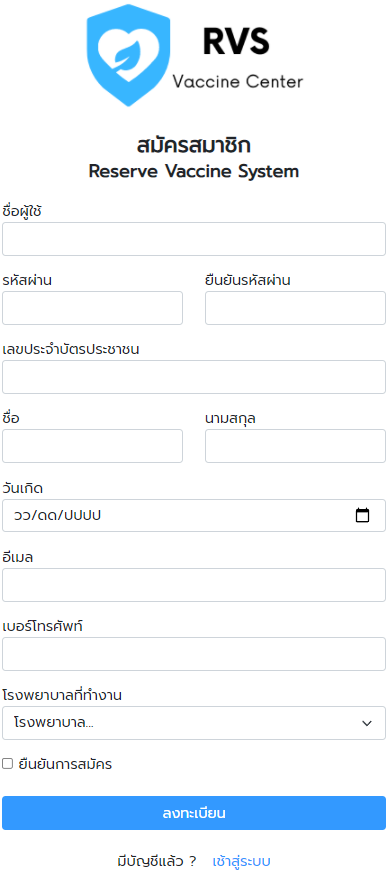 RVS
Vaccine Center
สมัครสมาชิก
Reserve Vaccine System
ชื่อผู้ใช้
รหัสผ่าน ยืนยันรหัสผ่าน
เลขประจำบัตรประชาชน
ชื่อ นามสกุล
วันเกิด
วว/ดด/ปปปป
อีเมล
เบอร์โทรศัพท์
โรงพยาบาลที่ทำงาน
โรงพยาบาล...
ยืนยันการสมัคร
ลงทะเบียน
มีบัญชีแล้ว ? เข้าสู่ระบบ